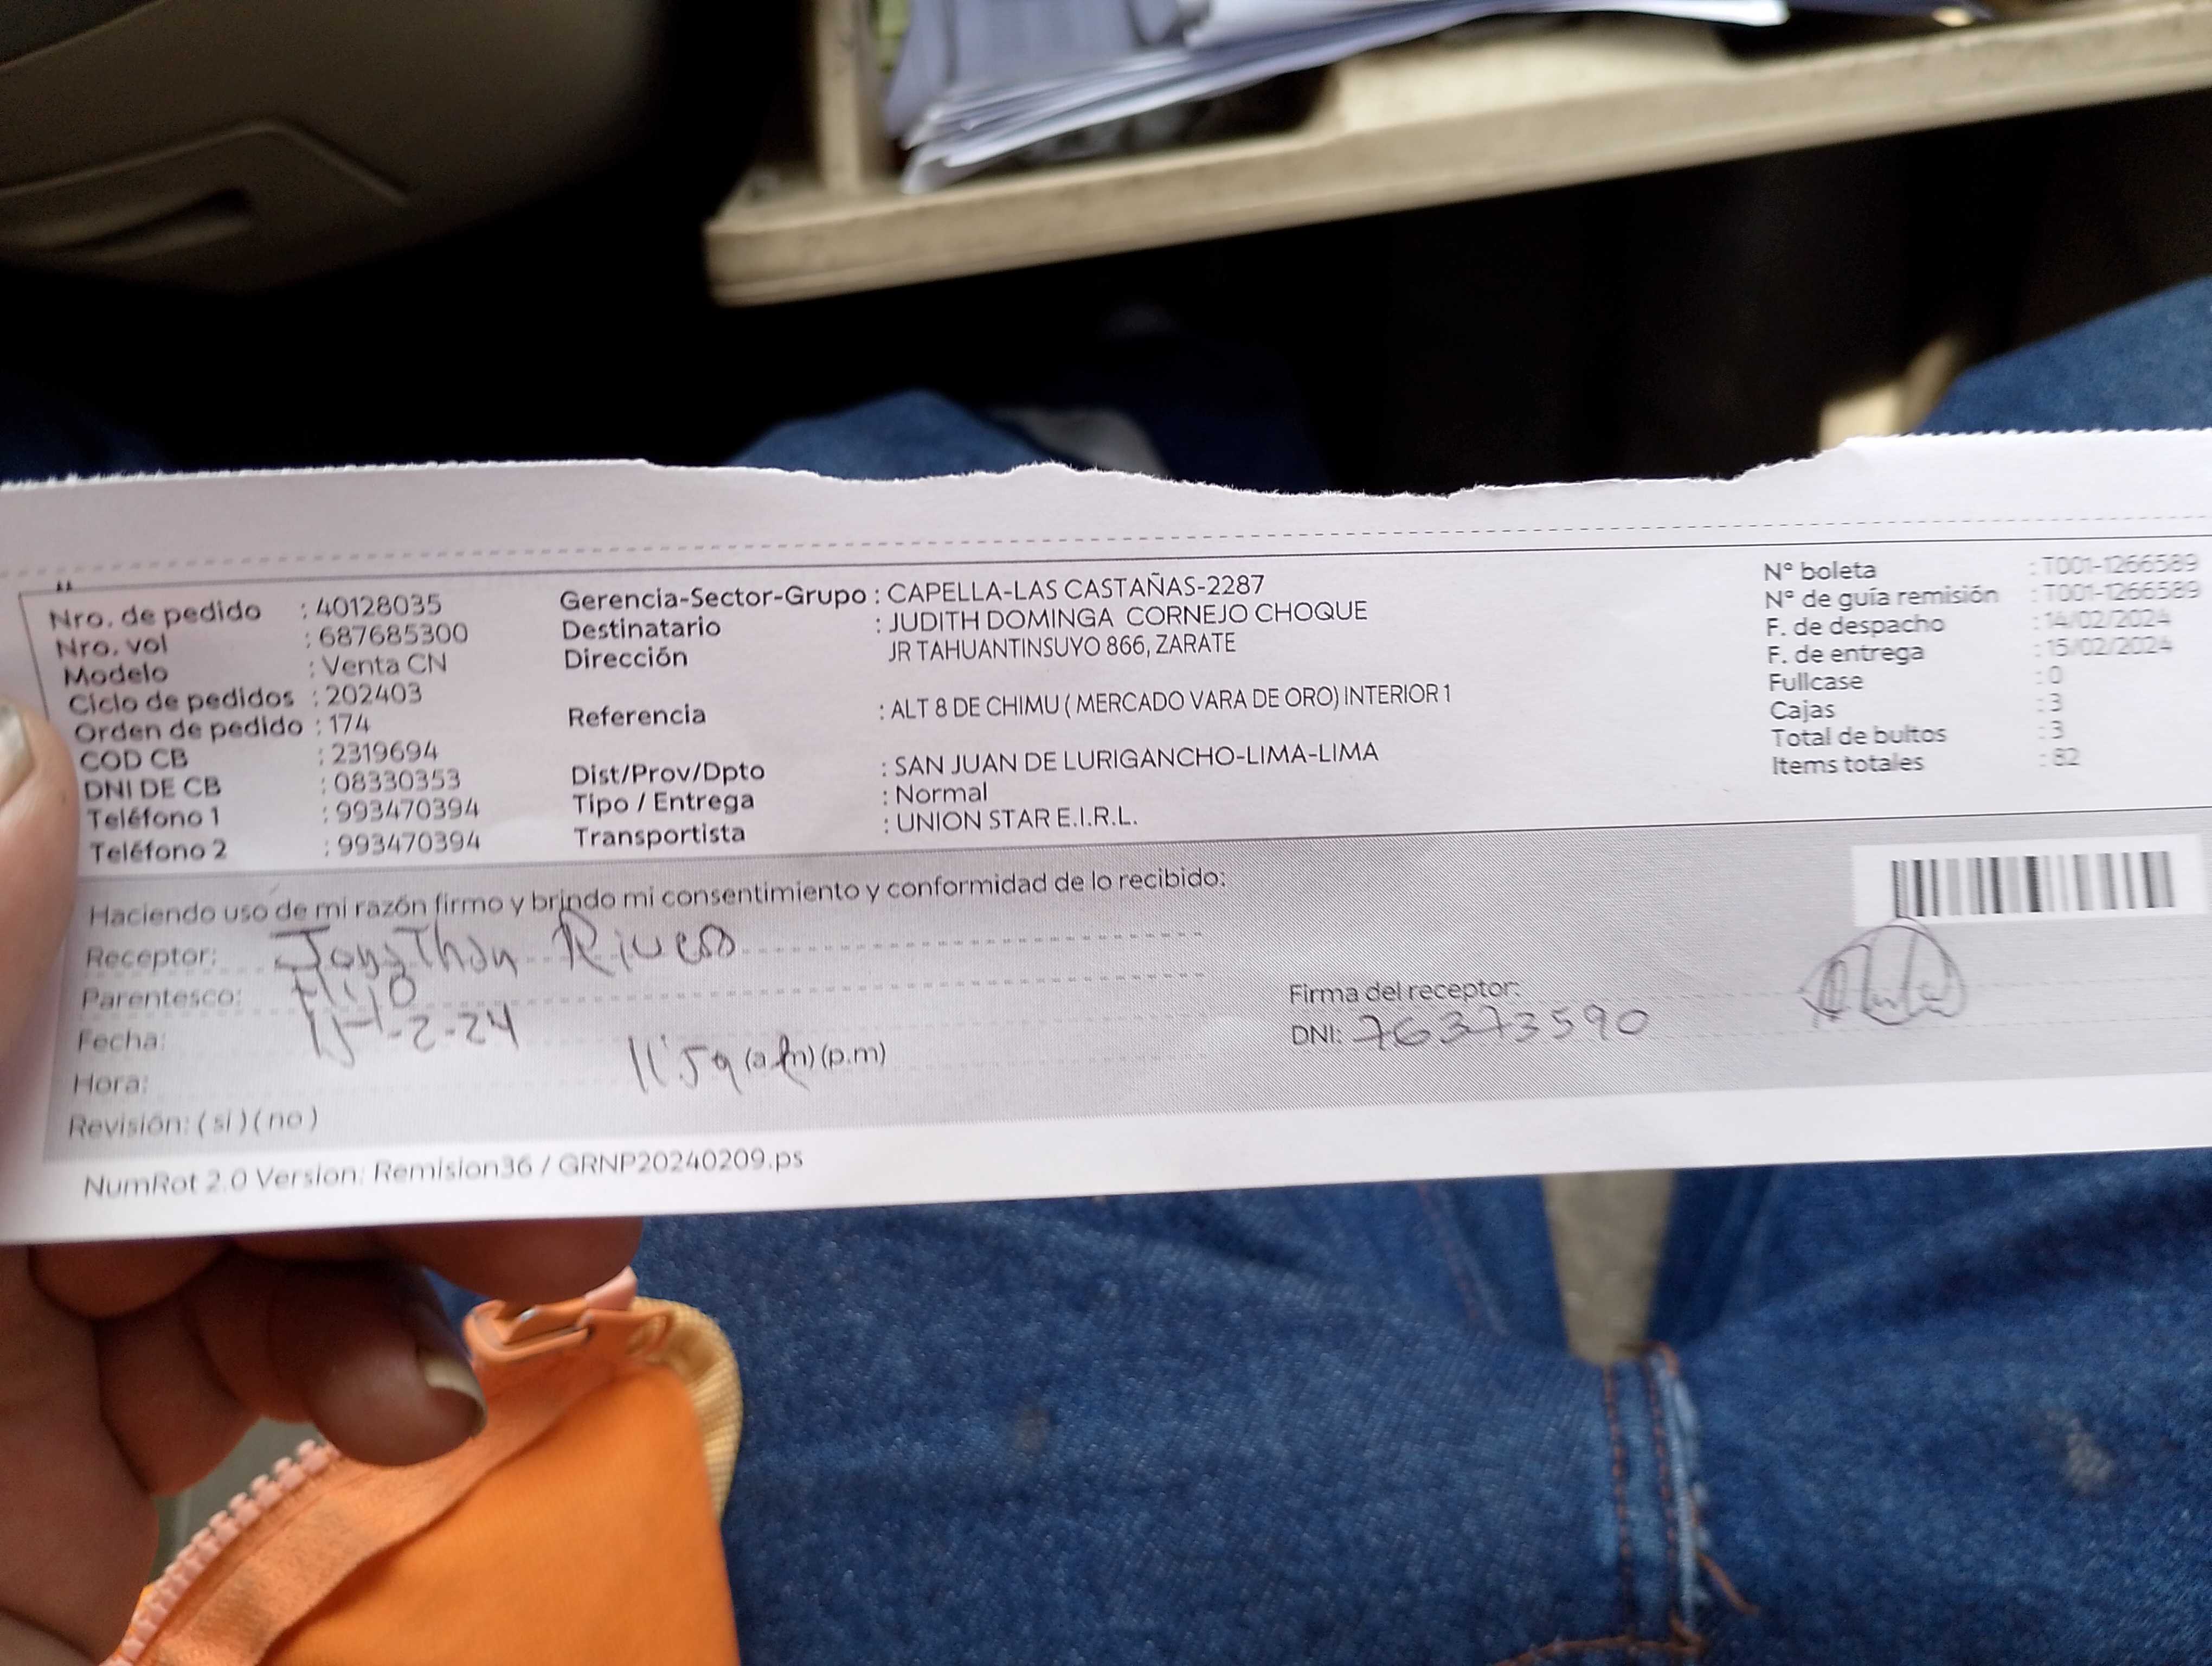 Nro. de pedido : 40128035
Nro. vol : 687685300
Modelo : Venta CN
Ciclo de pedidos : 202403
Orden de pedido : 174
COD CB : 2319694
DNI DE CB : 08330353
Teléfono 1 : 993470394
Teléfono 2 : 993470394
Gerencia-Sector-Grupo : CAPELLA-LAS CASTAÑAS-2287
Destinatario : JUDITH DOMINGA CORNEJO CHOQUE
Dirección JR TAHUANTINSUYO 866, ZARATE
Referencia : ALT 8 DE CHIMU ( MERCADO VARA DE ORO) INTERIOR 1
Dist/Prov/Dpto : SAN JUAN DE LURIGANCHO-LIMA-LIMA
Tipo / Entrega : Normal
Transportista : UNION STAR E.I.R.L.
N° boleta : T001-1266589
N° de guía remisión : T001-1266589
F. de despacho : 14/02/2024
F. de entrega : 15/02/2024
Fullcase : 0
Cajas : 3
Total de bultos : 3
Items totales : 82
Haciendo uso de mi razón firmo y brindo mi consentimiento y conformidad de lo recibido:
Receptor: Jonathan
Parentesco: Hijo
Fecha: 15-2-24
Hora: 11:59 (a.m) (p.m)
Revisión: ( si ) ( no )
Firma del receptor:
DNI: 76373590
NumRot 2.0 Version: Remision36 / GRNP20240209.ps